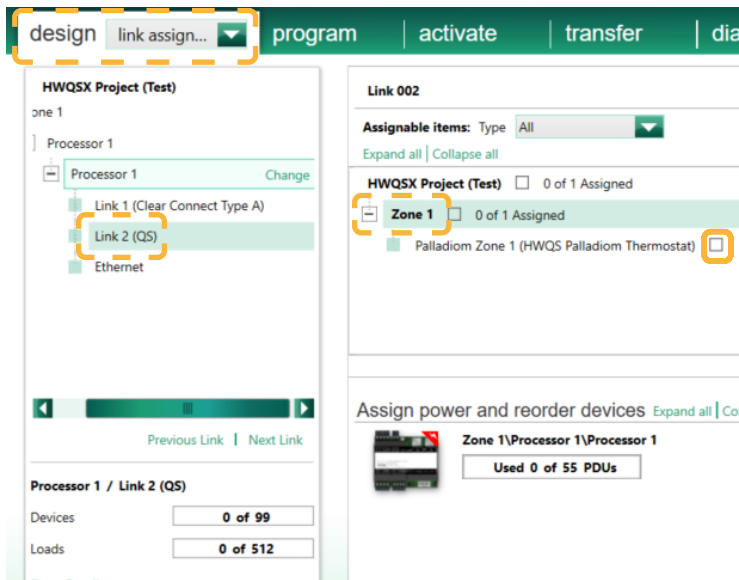 design link assign... program activate transfer dia
HWQSX Project (Test)
one 1
Processor 1
Processor 1 Change
Link 1 (Clear Connect Type A)
Link 2 (QS)
Ethernet
Previous Link | Next Link
Processor 1 / Link 2 (QS)
Devices 0 of 99
Loads 0 of 512
Link 002
Assignable items: Type All
Expand all | Collapse all
HWQSX Project (Test) 0 of 1 Assigned
Zone 1 0 of 1 Assigned
Palladiom Zone 1 (HWQS Palladiom Thermostat)
Assign power and reorder devices Expand all | Co
Zone 1\Processor 1\Processor 1
Used 0 of 55 PDUs